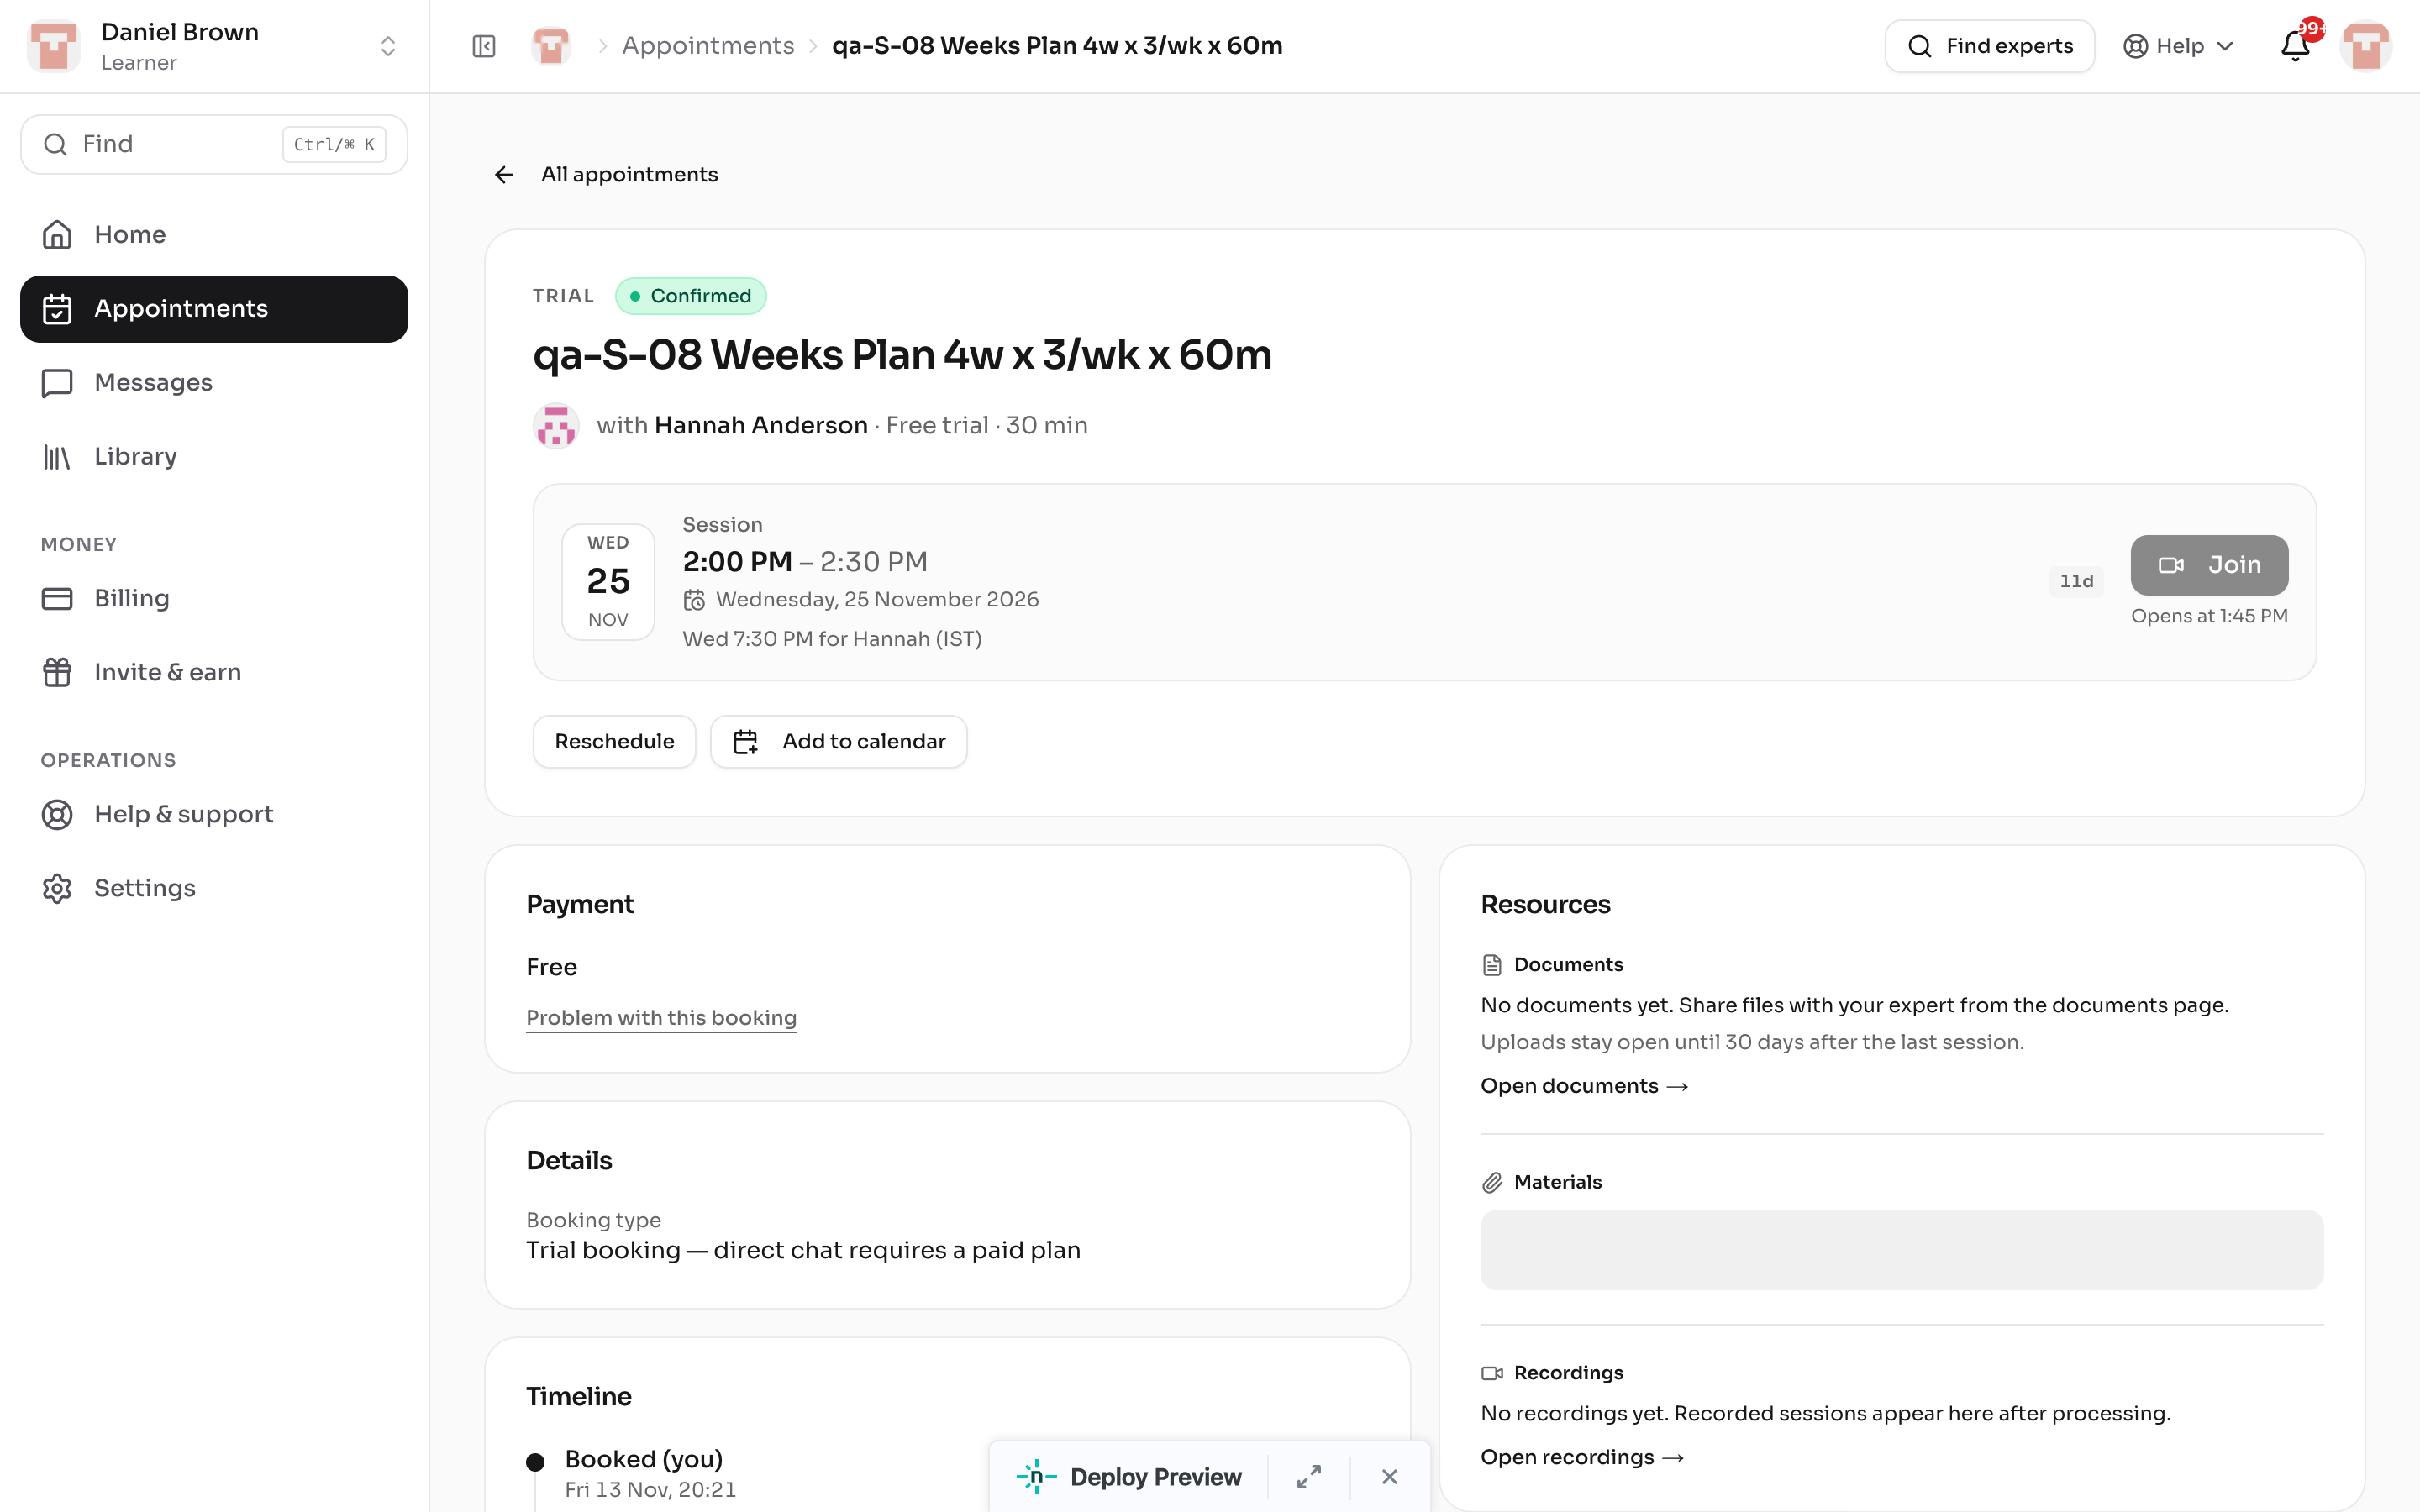 Daniel Brown
Learner
Find
Ctrl/⌘ K
Home
Appointments
Messages
Library
MONEY
Billing
Invite & earn
OPERATIONS
Help & support
Settings
Appointments
qa-S-08 Weeks Plan 4w x 3/wk x 60m
Find experts
Help
99+
All appointments
TRIAL
Confirmed
qa-S-08 Weeks Plan 4w x 3/wk x 60m
with Hannah Anderson · Free trial · 30 min
WED
25
NOV
Session
2:00 PM – 2:30 PM
Wednesday, 25 November 2026
Wed 7:30 PM for Hannah (IST)
11d
Join
Opens at 1:45 PM
Reschedule
Add to calendar
Payment
Free
Problem with this booking
Details
Booking type
Trial booking — direct chat requires a paid plan
Timeline
Booked (you)
Fri 13 Nov, 20:21
Resources
Documents
No documents yet. Share files with your expert from the documents page.
Uploads stay open until 30 days after the last session.
Open documents →
Materials
Recordings
No recordings yet. Recorded sessions appear here after processing.
Open recordings →
Deploy Preview